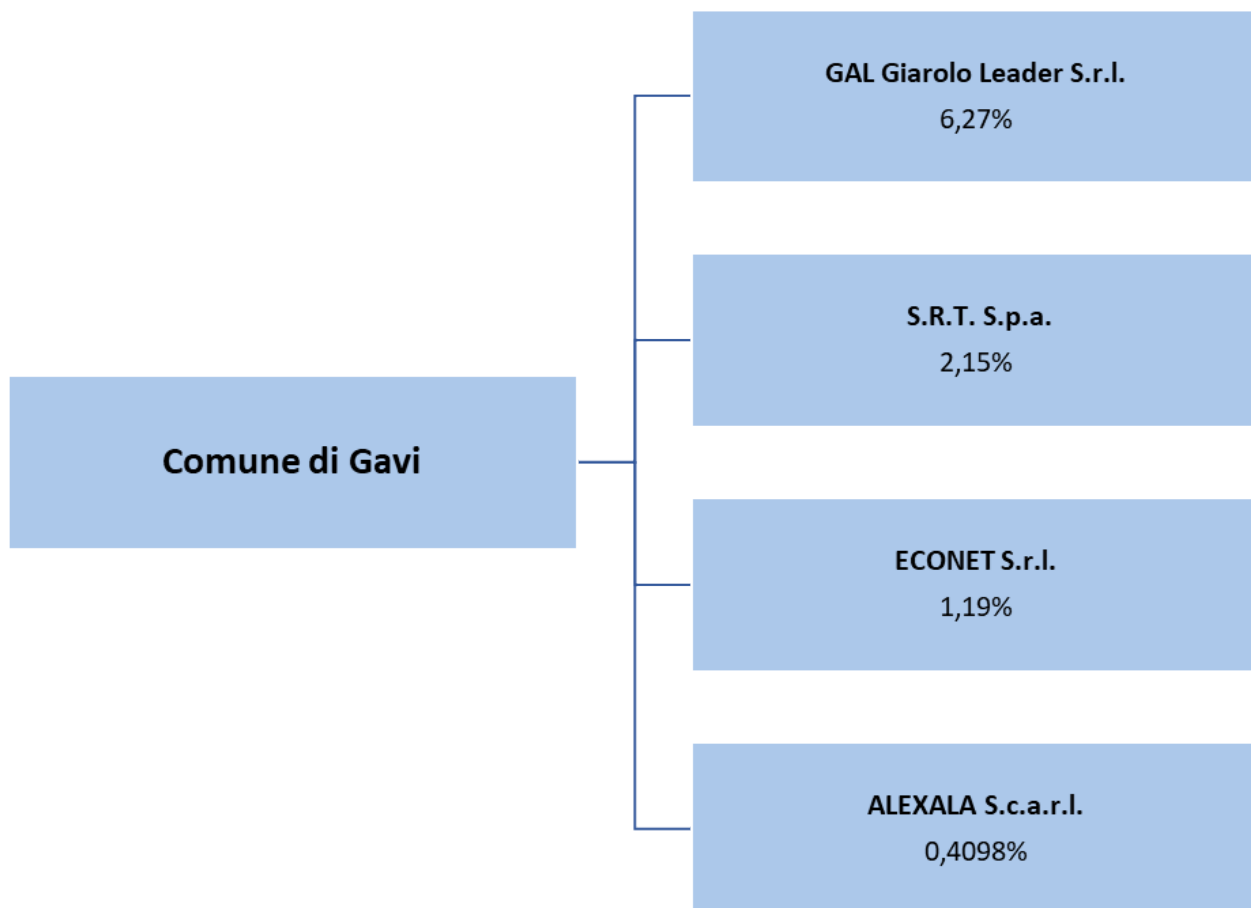 GAL Giarolo Leader S.r.l.
6,27%
S.R.T. S.p.a.
2,15%
Comune di Gavi
ECONET S.r.l.
1,19%
ALEXALA S.c.a.r.l.
0,4098%